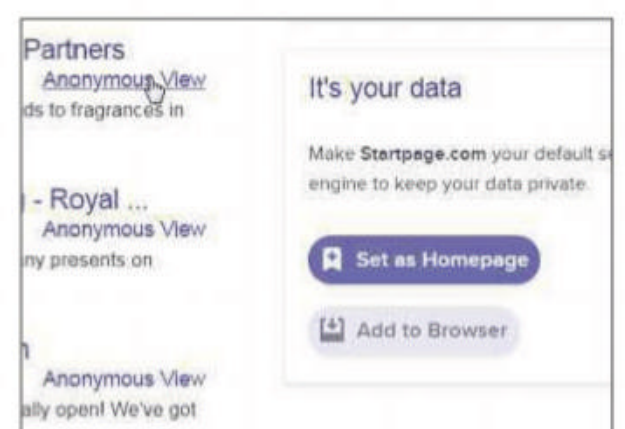 Partners
Anonymous View
ds to fragrances in
- Royal ...
Anonymous View
ny presents on
Anonymous View
ally open! We've got
It's your data
Make Startpage.com your default se
engine to keep your data private.
Set as Homepage
Add to Browser